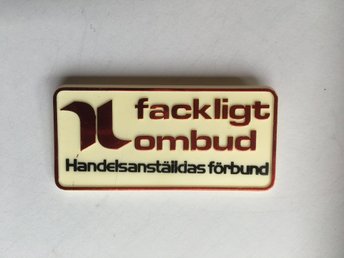 fackligt
ombud
Handelsanställdas förbund